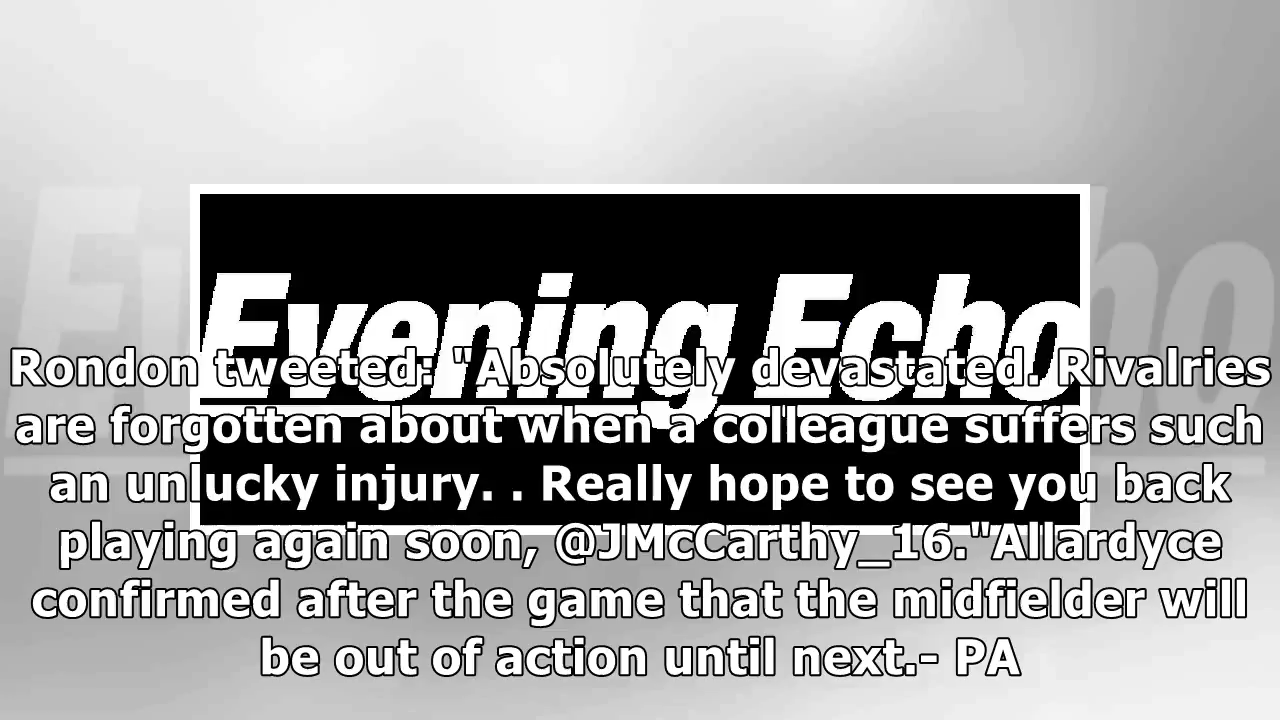 Evening Echo
Rondon tweeted: "Absolutely devastated. Rivalries
are forgotten about when a colleague suffers such
an unlucky injury. . Really hope to see you back
playing again soon, @JMcCarthy_16."Allardyce
confirmed after the game that the midfielder will
be out of action until next.- PA